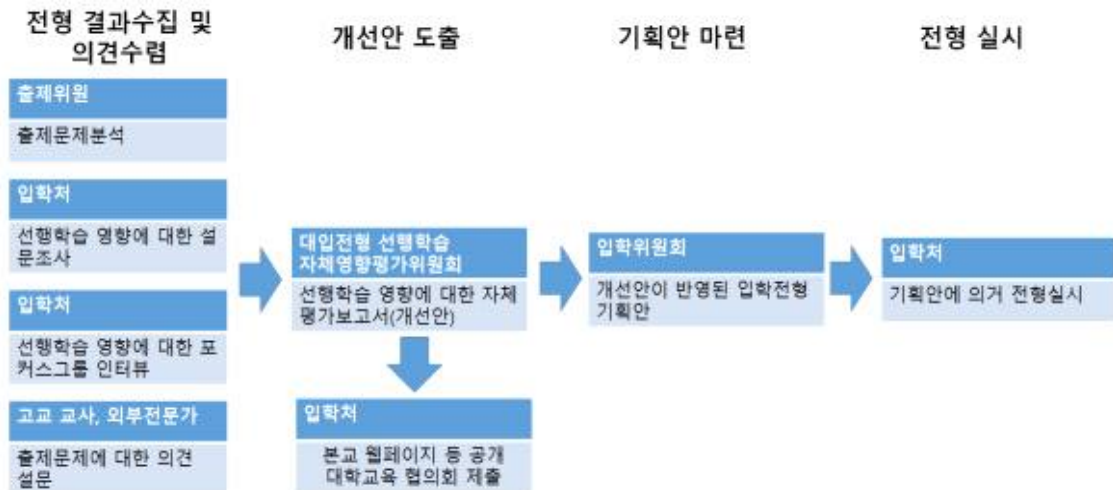 전형 결과수집 및
의견수렴
개선안 도출
기획안 마련
전형 실시
출제위원
출제문제분석
입학처
선행학습 영향에 대한 설
문조사
입학처
선행학습 영향에 대한 포
커스그룹 인터뷰
고교 교사, 외부전문가
출제문제에 대한 의견
설문
대입전형 선행학습
자체영향평가위원회
선행학습 영향에 대한 자체
평가보고서(개선안)
입학처
본교 웹페이지 등 공개
대학교육 협의회 제출
입학위원회
개선안이 반영된 입학전형
기획안
입학처
기획안에 의거 전형실시